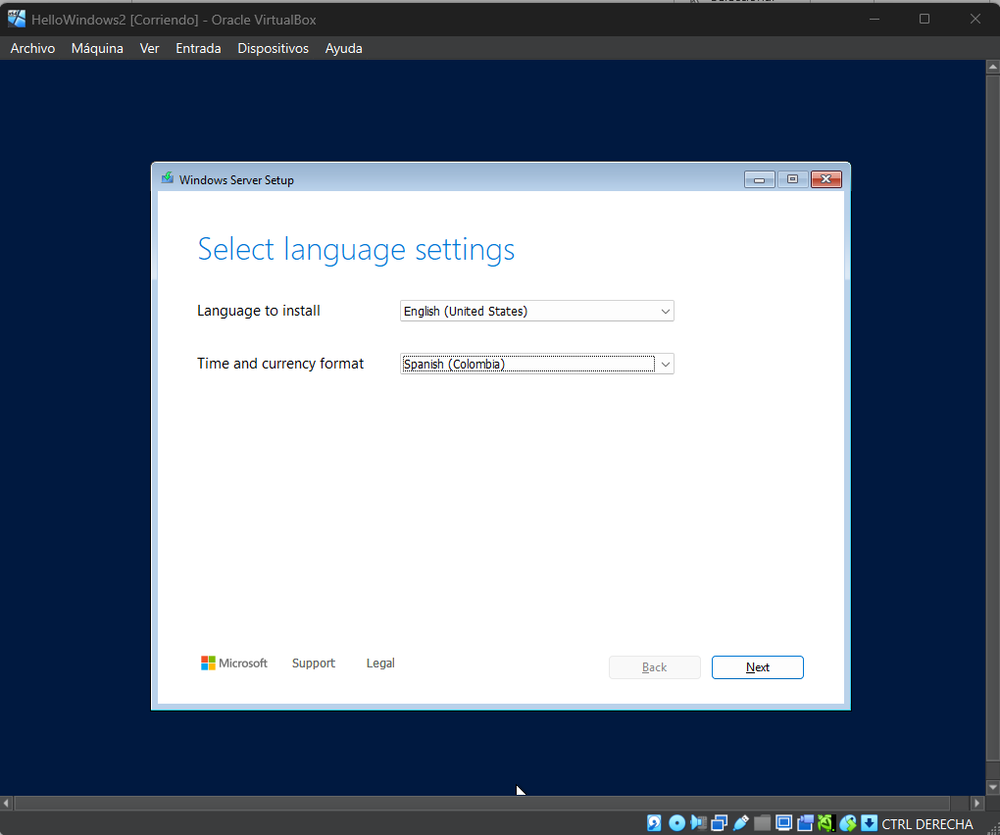 HelloWindows2 [Corriendo] - Oracle VirtualBox
Archivo Máquina Ver Entrada Dispositivos Ayuda
Windows Server Setup
Select language settings
Language to install English (United States)
Time and currency format Spanish (Colombia)
Microsoft Support Legal Back Next
CTRL DERECHA